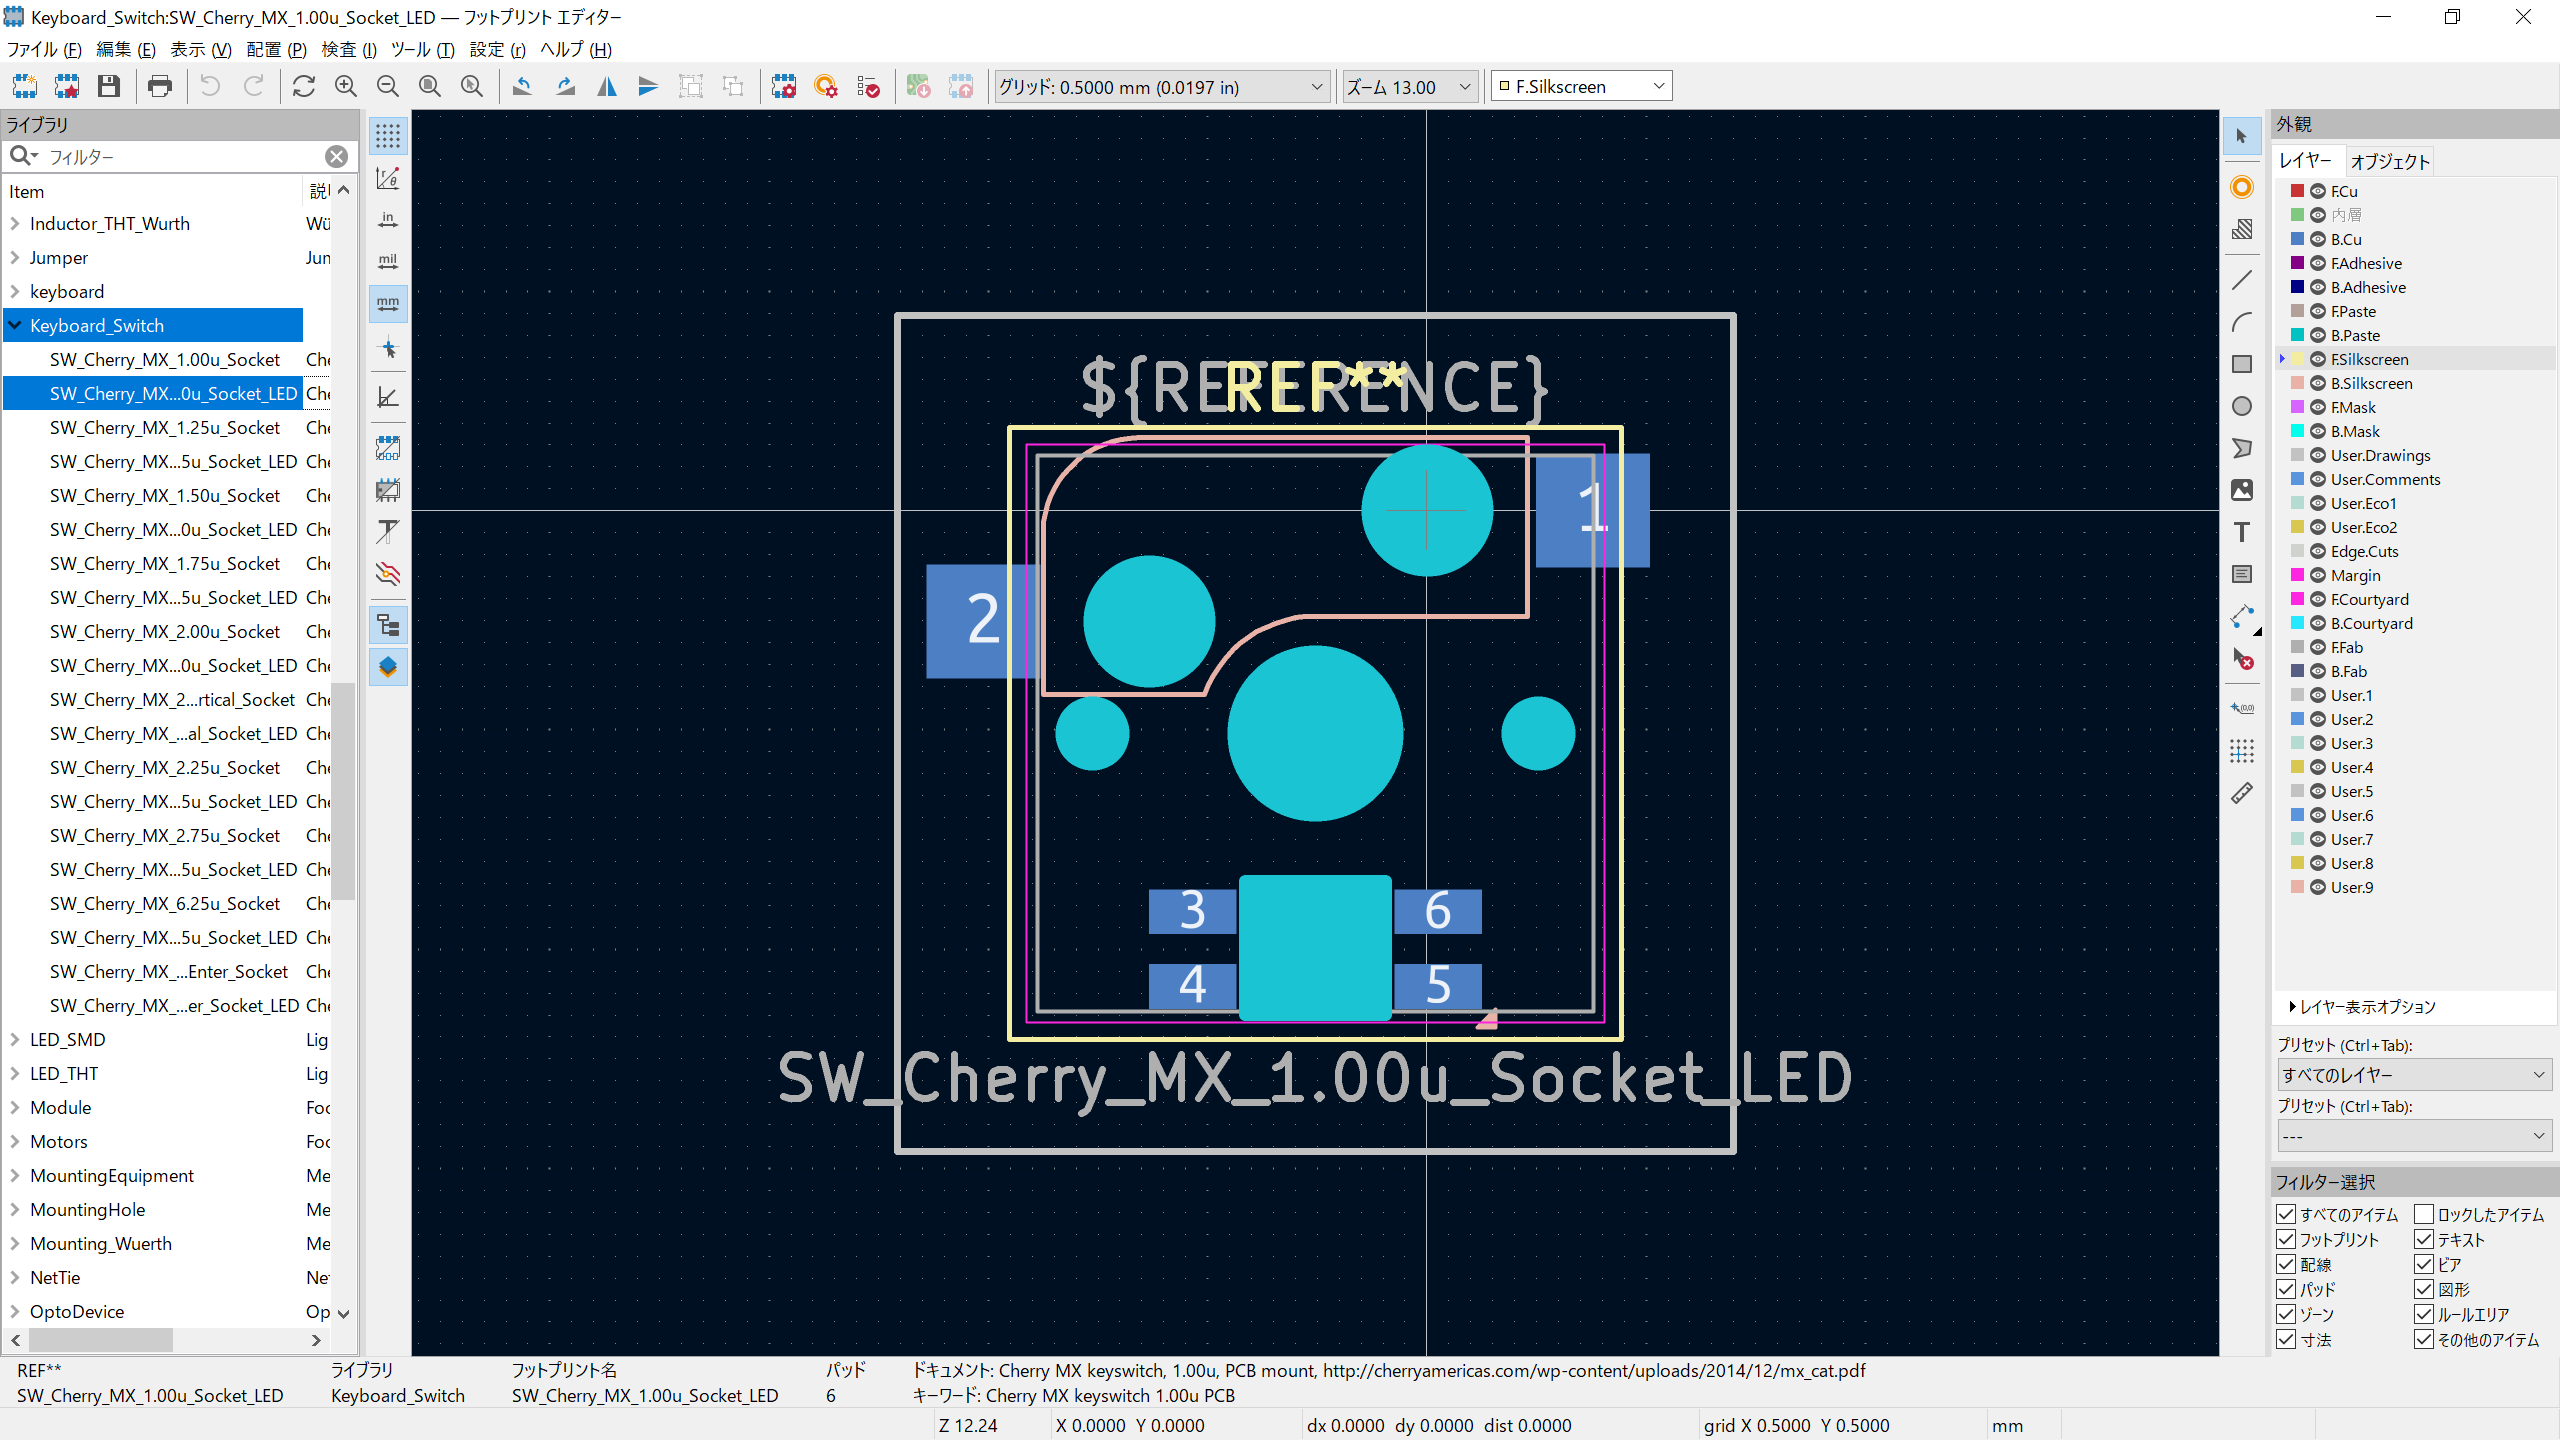 Keyboard_Switch:SW_Cherry_MX_1.00u_Socket_LED — フットプリント エディター
ファイル (F) 編集 (E) 表示 (V) 配置 (P) 検査 (I) ツール (T) 設定 (r) ヘルプ (H)
グリッド: 0.5000 mm (0.0197 in) ズーム 13.00 F.Silkscreen
ライブラリ
フィルター
Item 説
Inductor_THT_Wurth Wü
Jumper Jun
keyboard
Keyboard_Switch
SW_Cherry_MX_1.00u_Socket Che
SW_Cherry_MX...0u_Socket_LED Che
SW_Cherry_MX_1.25u_Socket Che
SW_Cherry_MX...5u_Socket_LED Che
SW_Cherry_MX_1.50u_Socket Che
SW_Cherry_MX...0u_Socket_LED Che
SW_Cherry_MX_1.75u_Socket Che
SW_Cherry_MX...5u_Socket_LED Che
SW_Cherry_MX_2.00u_Socket Che
SW_Cherry_MX...0u_Socket_LED Che
SW_Cherry_MX_2...rtical_Socket Che
SW_Cherry_MX_...al_Socket_LED Che
SW_Cherry_MX_2.25u_Socket Che
SW_Cherry_MX...5u_Socket_LED Che
SW_Cherry_MX_2.75u_Socket Che
SW_Cherry_MX...5u_Socket_LED Che
SW_Cherry_MX_6.25u_Socket Che
SW_Cherry_MX...5u_Socket_LED Che
SW_Cherry_MX_...Enter_Socket Che
SW_Cherry_MX_...er_Socket_LED Che
LED_SMD Lig
LED_THT Lig
Module Foo
Motors Foo
MountingEquipment Me
MountingHole Me
Mounting_Wuerth Me
NetTie Net
OptoDevice Op
in
mil
mm
${REFERENCE}
REF**
1
2
3 6
4 5
SW_Cherry_MX_1.00u_Socket_LED
(0,0)
外観
レイヤー オブジェクト
F.Cu
内層
B.Cu
F.Adhesive
B.Adhesive
F.Paste
B.Paste
F.Silkscreen
B.Silkscreen
F.Mask
B.Mask
User.Drawings
User.Comments
User.Eco1
User.Eco2
Edge.Cuts
Margin
F.Courtyard
B.Courtyard
F.Fab
B.Fab
User.1
User.2
User.3
User.4
User.5
User.6
User.7
User.8
User.9
レイヤー表示オプション
プリセット (Ctrl+Tab):
すべてのレイヤー
プリセット (Ctrl+Tab):
---
フィルター選択
すべてのアイテム ロックしたアイテム
フットプリント テキスト
配線 ビア
パッド 図形
ゾーン ルールエリア
寸法 その他のアイテム
REF** ライブラリ フットプリント名 パッド ドキュメント: Cherry MX keyswitch, 1.00u, PCB mount, http://cherryamericas.com/wp-content/uploads/2014/12/mx_cat.pdf
SW_Cherry_MX_1.00u_Socket_LED Keyboard_Switch SW_Cherry_MX_1.00u_Socket_LED 6 キーワード: Cherry MX keyswitch 1.00u PCB
Z 12.24 X 0.0000 Y 0.0000 dx 0.0000 dy 0.0000 dist 0.0000 grid X 0.5000 Y 0.5000 mm